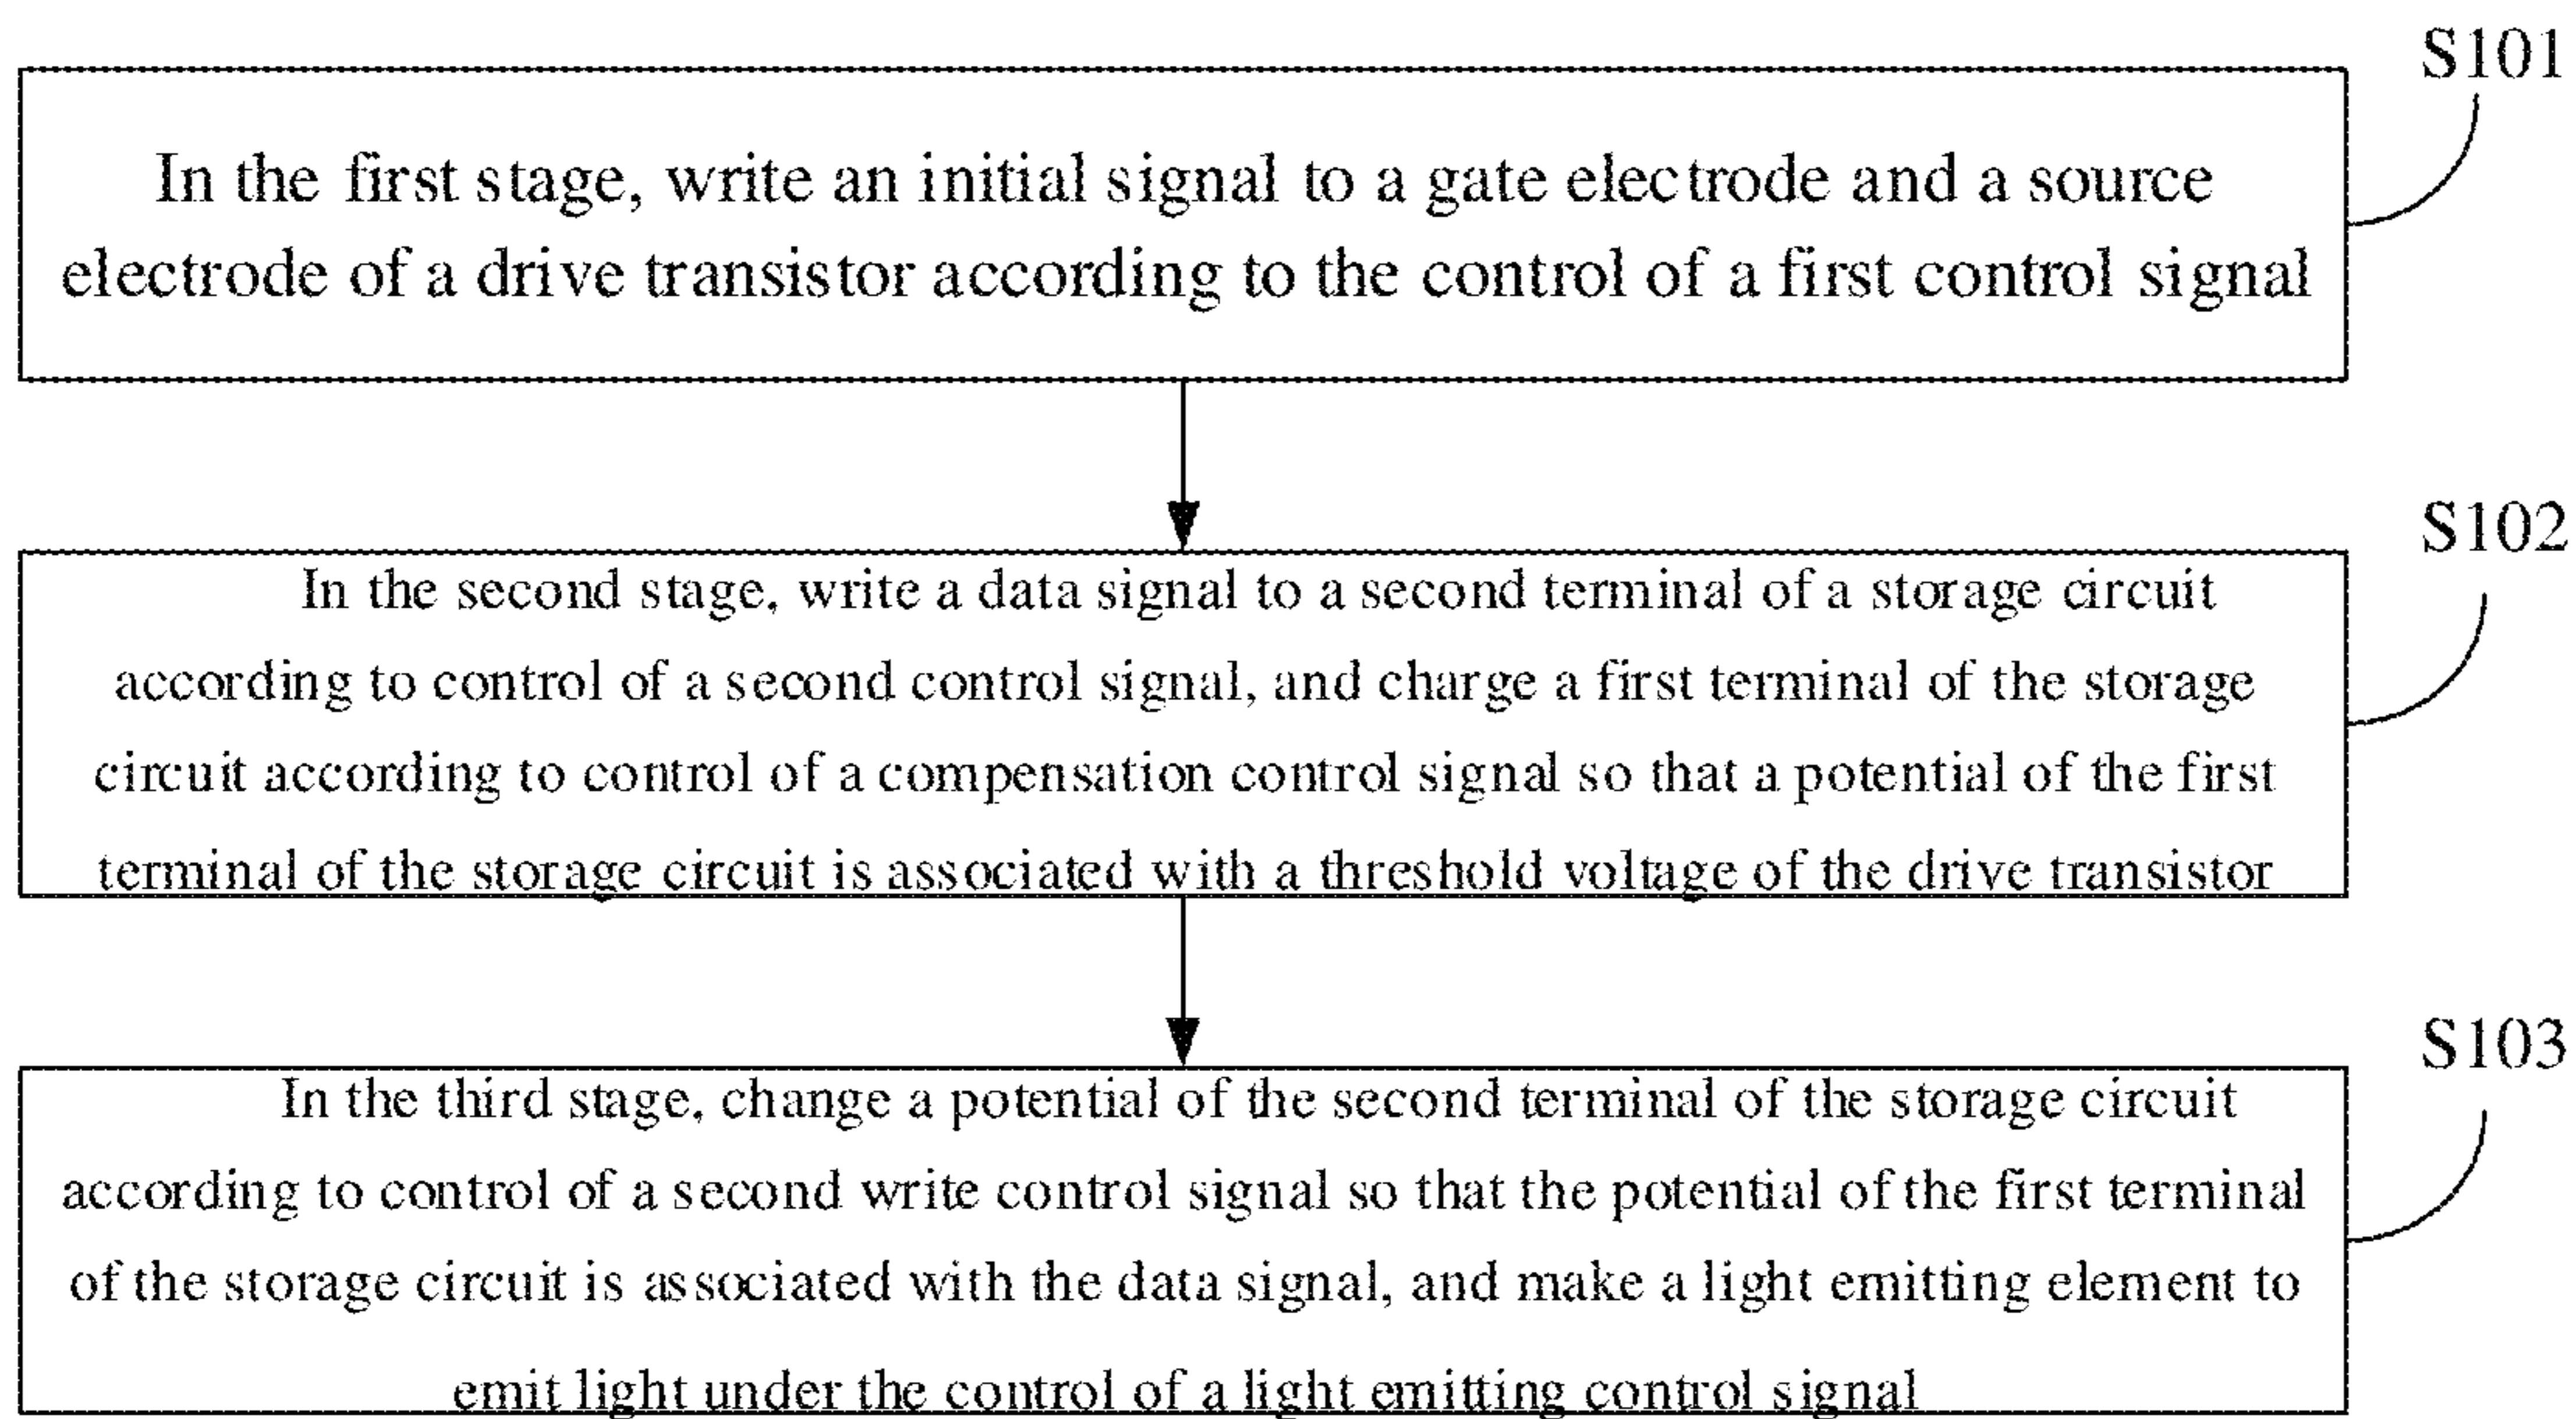 S101
In the first stage, write an initial signal to a gate electrode and a source
electrode of a drive transistor according to the control of a first control signal
S102
In the second stage, write a data signal to a second terminal of a storage circuit
according to control of a second control signal, and charge a first terminal of the storage
circuit according to control of a compensation control signal so that a potential of the first
terminal of the storage circuit is associated with a threshold voltage of the drive transistor
S103
In the third stage, change a potential of the second terminal of the storage circuit
according to control of a second write control signal so that the potential of the first terminal
of the storage circuit is associated with the data signal, and make a light emitting element to
emit light under the control of a light emitting control signal